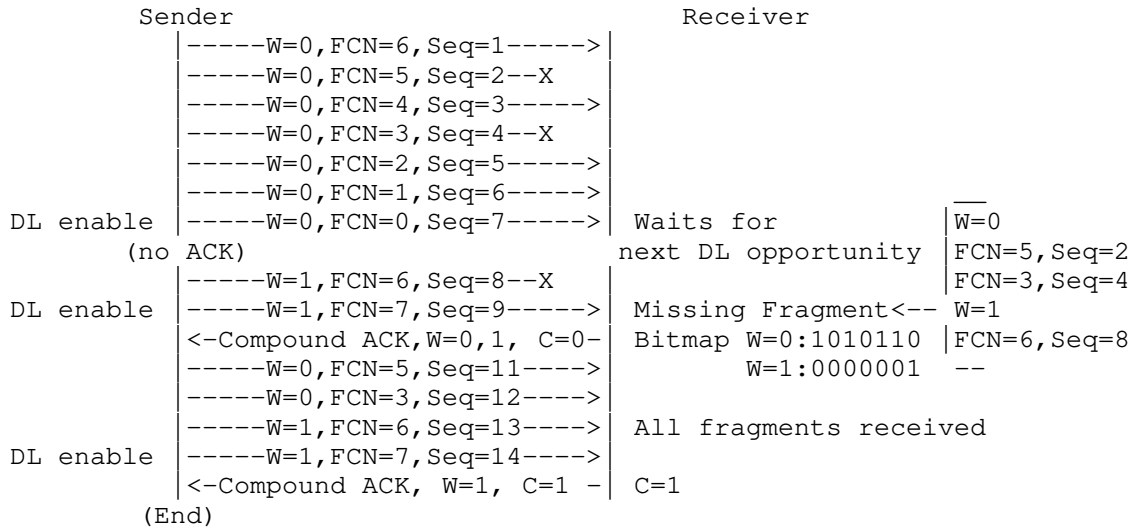 Sender                              Receiver
          |-----W=0,FCN=6,Seq=1----->|
          |-----W=0,FCN=5,Seq=2--X   |
          |-----W=0,FCN=4,Seq=3----->|
          |-----W=0,FCN=3,Seq=4--X   |
          |-----W=0,FCN=2,Seq=5----->|
          |-----W=0,FCN=1,Seq=6----->|                     __
DL enable |-----W=0,FCN=0,Seq=7----->| Waits for          |W=0
       (no ACK)                       next DL opportunity |FCN=5,Seq=2
          |-----W=1,FCN=6,Seq=8--X   |                    |FCN=3,Seq=4
DL enable |-----W=1,FCN=7,Seq=9----->| Missing Fragment<-- W=1
          |<-Compound ACK,W=0,1, C=0-| Bitmap W=0:1010110 |FCN=6,Seq=8
          |-----W=0,FCN=5,Seq=11---->|        W=1:0000001  --
          |-----W=0,FCN=3,Seq=12---->|
          |-----W=1,FCN=6,Seq=13---->| All fragments received
DL enable |-----W=1,FCN=7,Seq=14---->|
          |<-Compound ACK, W=1, C=1 -| C=1
        (End)